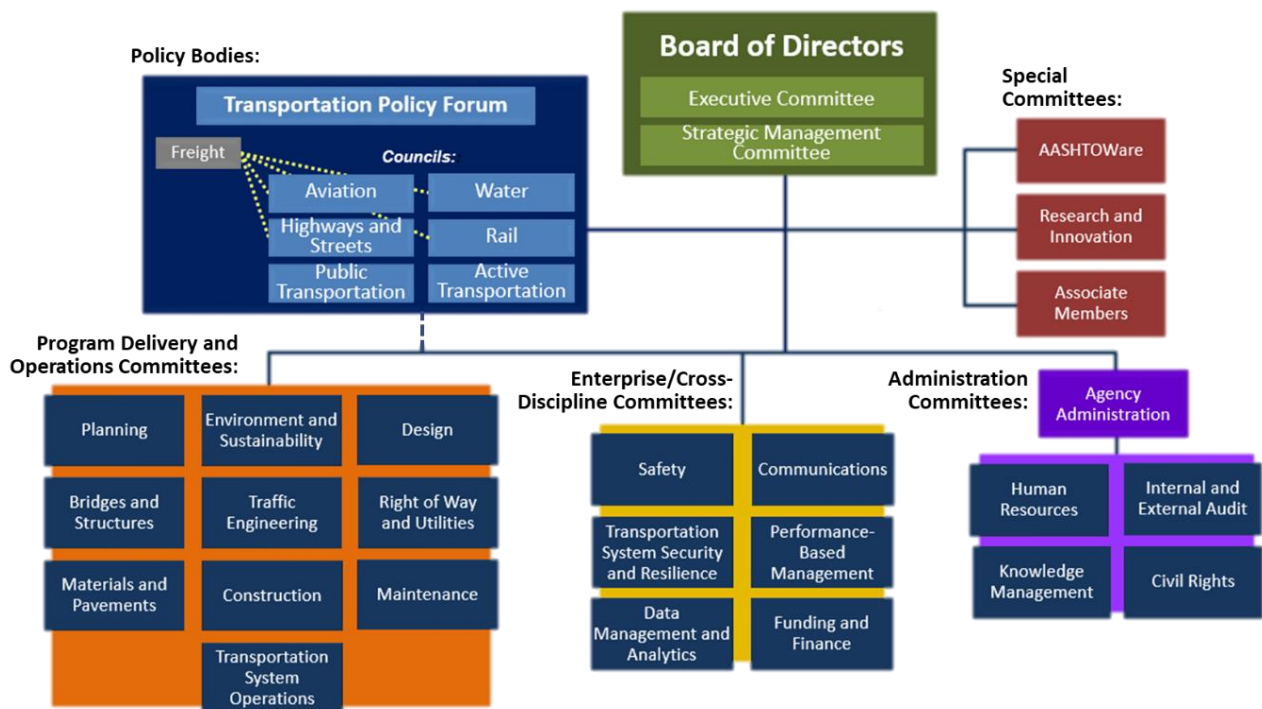 Policy Bodies:
Transportation Policy Forum
Freight
Councils:
Aviation
Water
Highways and
Streets
Rail
Public
Transportation
Active
Transportation
Board of Directors
Executive Committee
Strategic Management
Committee
Special
Committees:
AASHTOWare
Research and
Innovation
Associate
Members
Program Delivery and
Operations Committees:
Planning
Environment and
Sustainability
Design
Bridges and
Structures
Traffic
Engineering
Right of Way
and Utilities
Materials and
Pavements
Construction
Maintenance
Transportation
System
Operations
Enterprise/Cross-
Discipline Committees:
Safety
Communications
Transportation
System Security
and Resilience
Performance-
Based
Management
Data
Management and
Analytics
Funding and
Finance
Administration
Committees:
Agency
Administration
Human
Resources
Internal and
External Audit
Knowledge
Management
Civil Rights